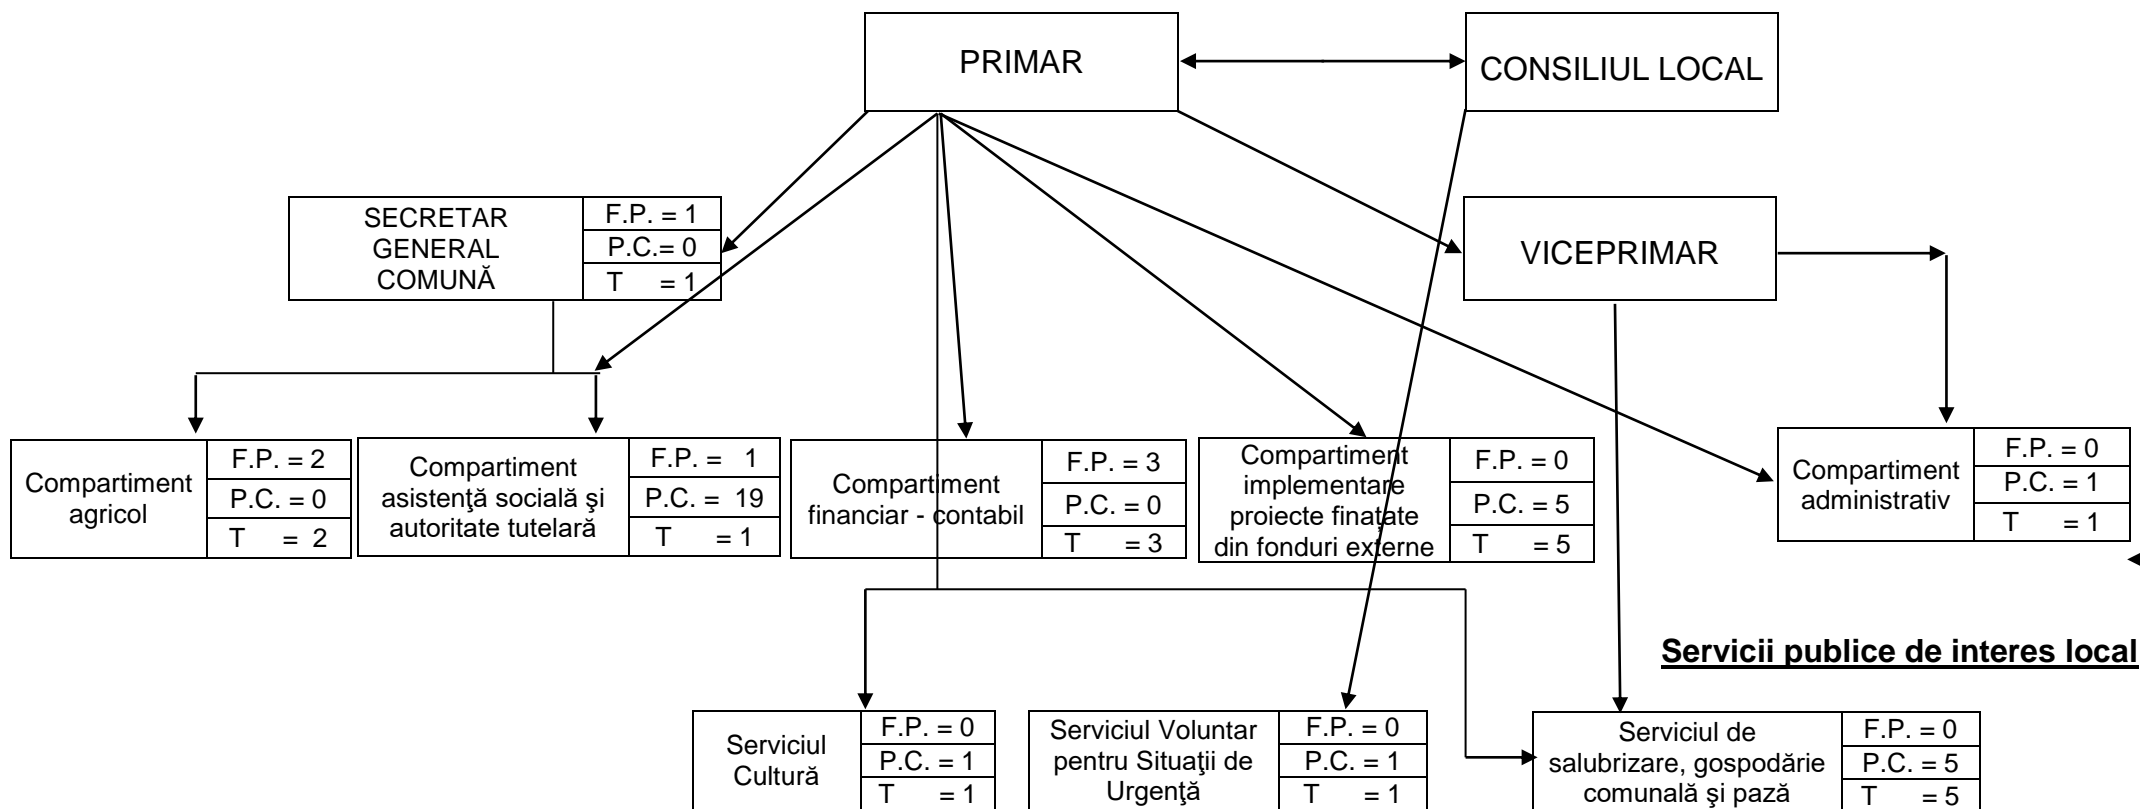 PRIMAR
CONSILIUL LOCAL
SECRETAR
GENERAL
COMUNĂ
F.P. = 1
P.C.= 0
T = 1
VICEPRIMAR
Compartiment
agricol
F.P. = 2
P.C. = 0
T = 2
Compartiment
asistenţă socială şi
autoritate tutelară
F.P. = 1
P.C. = 19
T = 1
Compartiment
financiar - contabil
F.P. = 3
P.C. = 0
T = 3
Compartiment
implementare
proiecte finaţate
din fonduri externe
F.P. = 0
P.C. = 5
T = 5
Compartiment
administrativ
F.P. = 0
P.C. = 1
T = 1
Servicii publice de interes local
Serviciul
Cultură
F.P. = 0
P.C. = 1
T = 1
Serviciul Voluntar
pentru Situaţii de
Urgenţă
F.P. = 0
P.C. = 1
T = 1
Serviciul de
salubrizare, gospodărie
comunală şi pază
F.P. = 0
P.C. = 5
T = 5